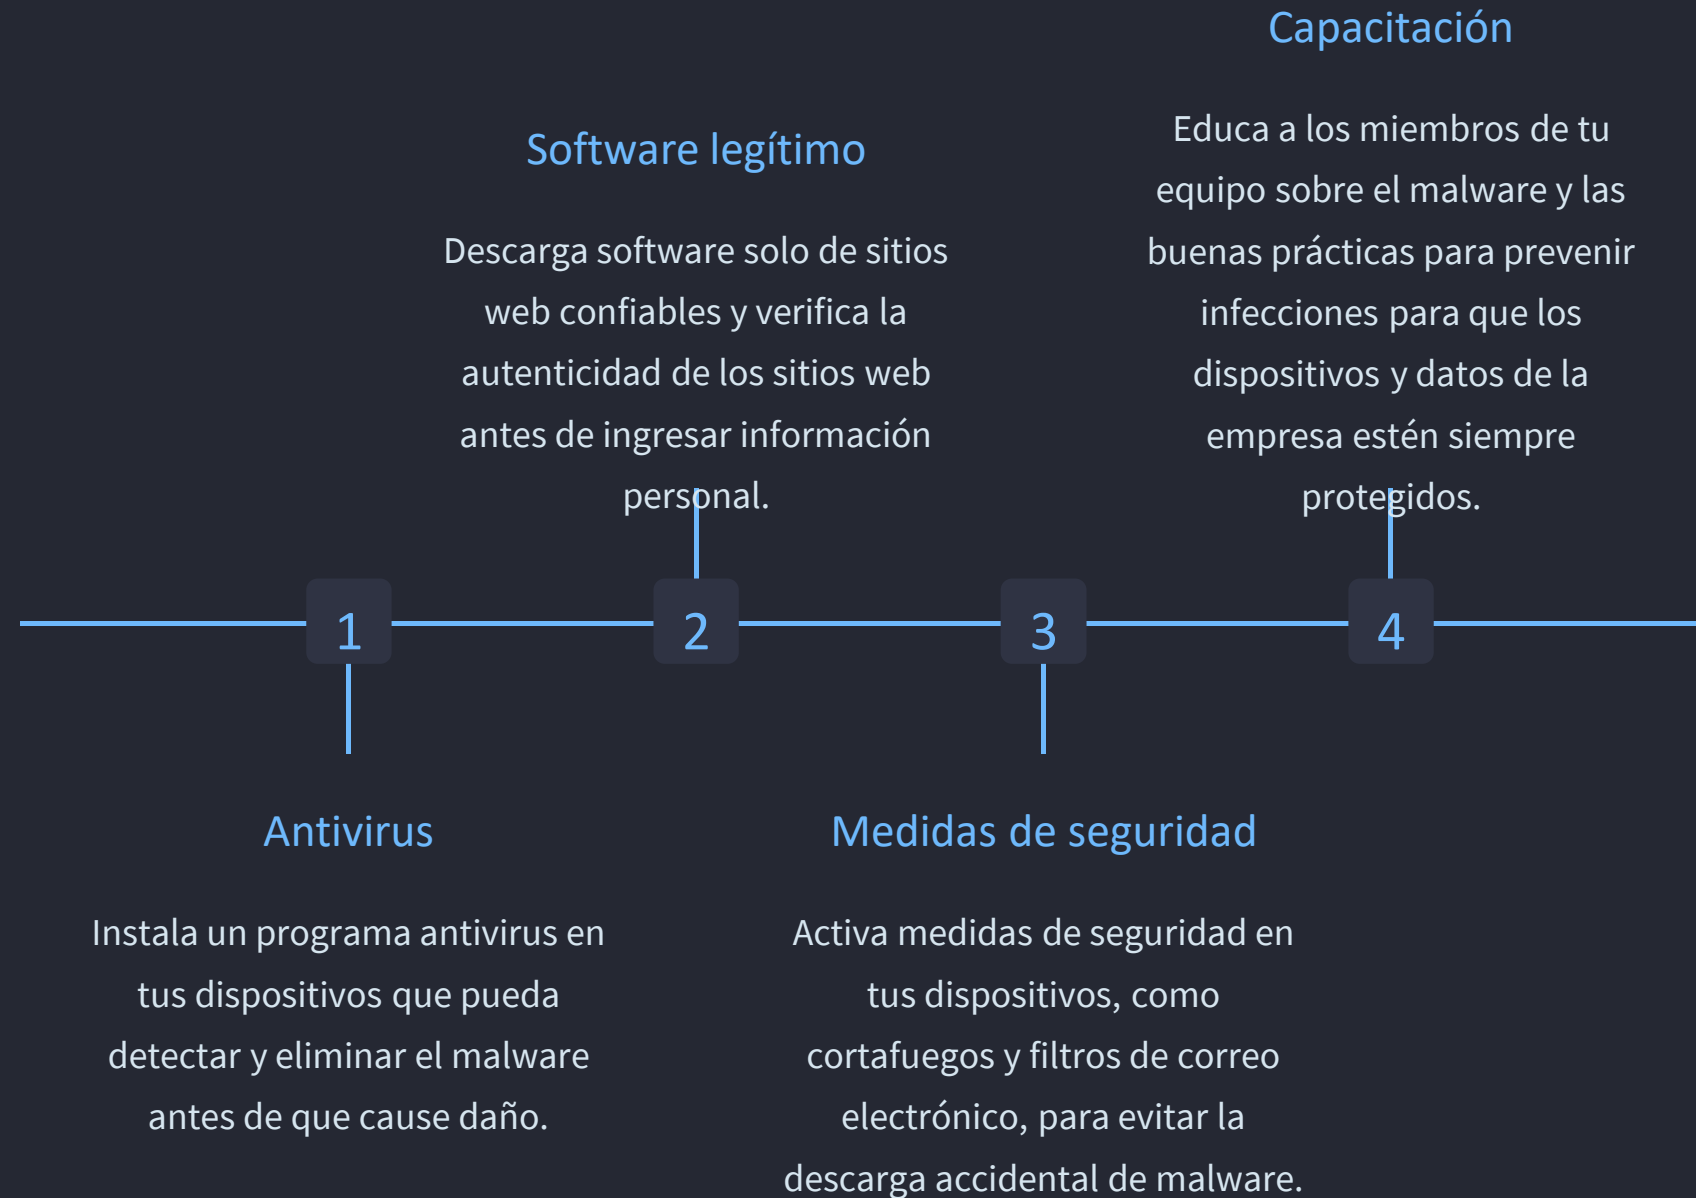 Capacitación
Educa a los miembros de tu
equipo sobre el malware y las
buenas prácticas para prevenir
infecciones para que los
dispositivos y datos de la
empresa estén siempre
protegidos.
Software legítimo
Descarga software solo de sitios
web confiables y verifica la
autenticidad de los sitios web
antes de ingresar información
personal.
1
2
3
4
Antivirus
Instala un programa antivirus en
tus dispositivos que pueda
detectar y eliminar el malware
antes de que cause daño.
Medidas de seguridad
Activa medidas de seguridad en
tus dispositivos, como
cortafuegos y filtros de correo
electrónico, para evitar la
descarga accidental de malware.